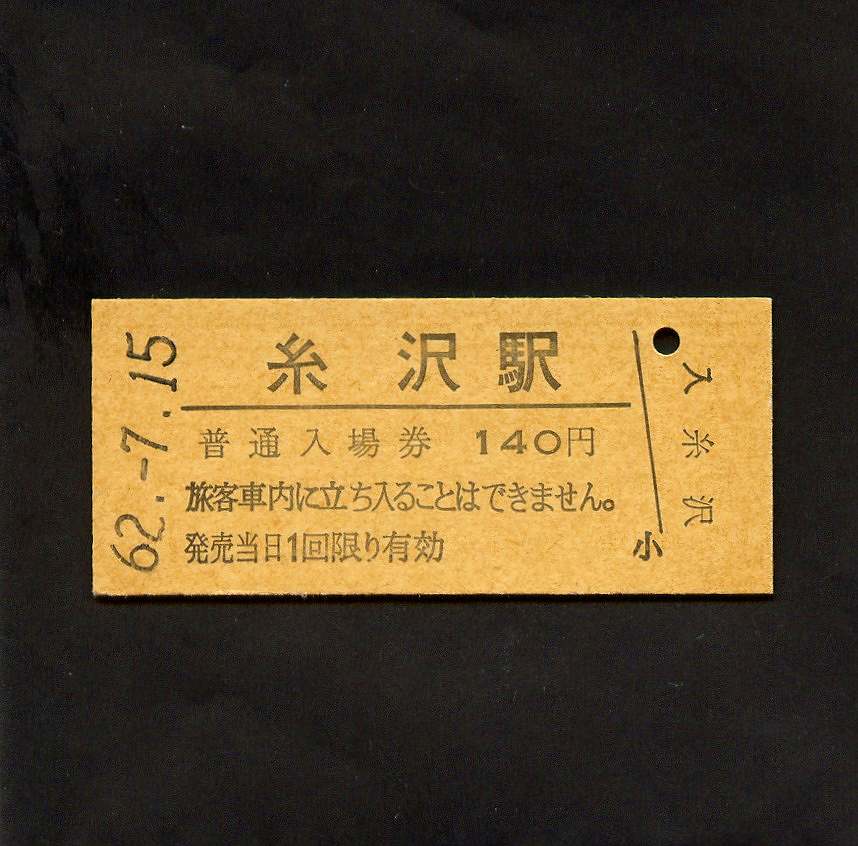 62.-7.15
糸沢駅
普通入場券 140円
旅客車内に立ち入ることはできません。
発売当日1回限り有効
小
入糸沢